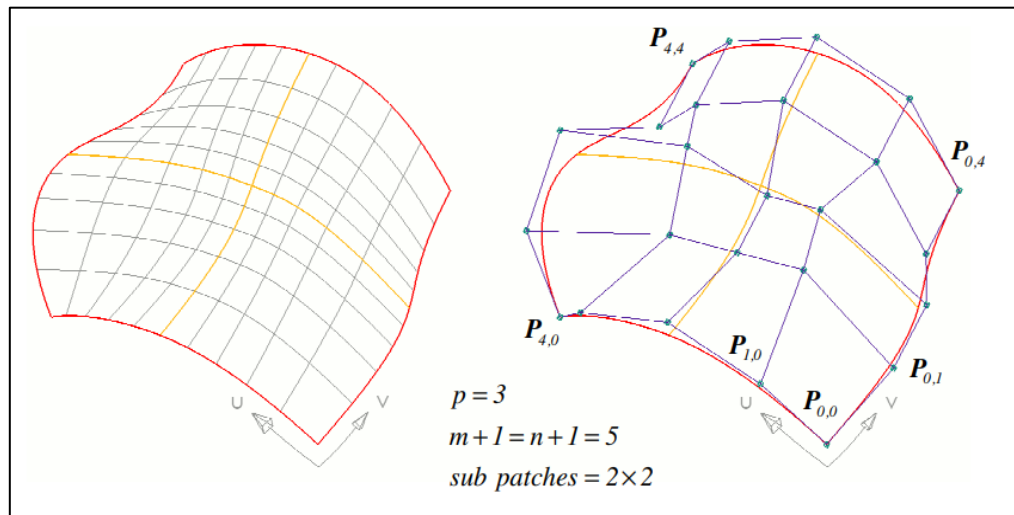 P4,4
P0,4
P4,0
P1,0
P0,1
P0,0
U
V
U
V
p = 3
m + 1 = n + 1 = 5
sub patches = 2×2